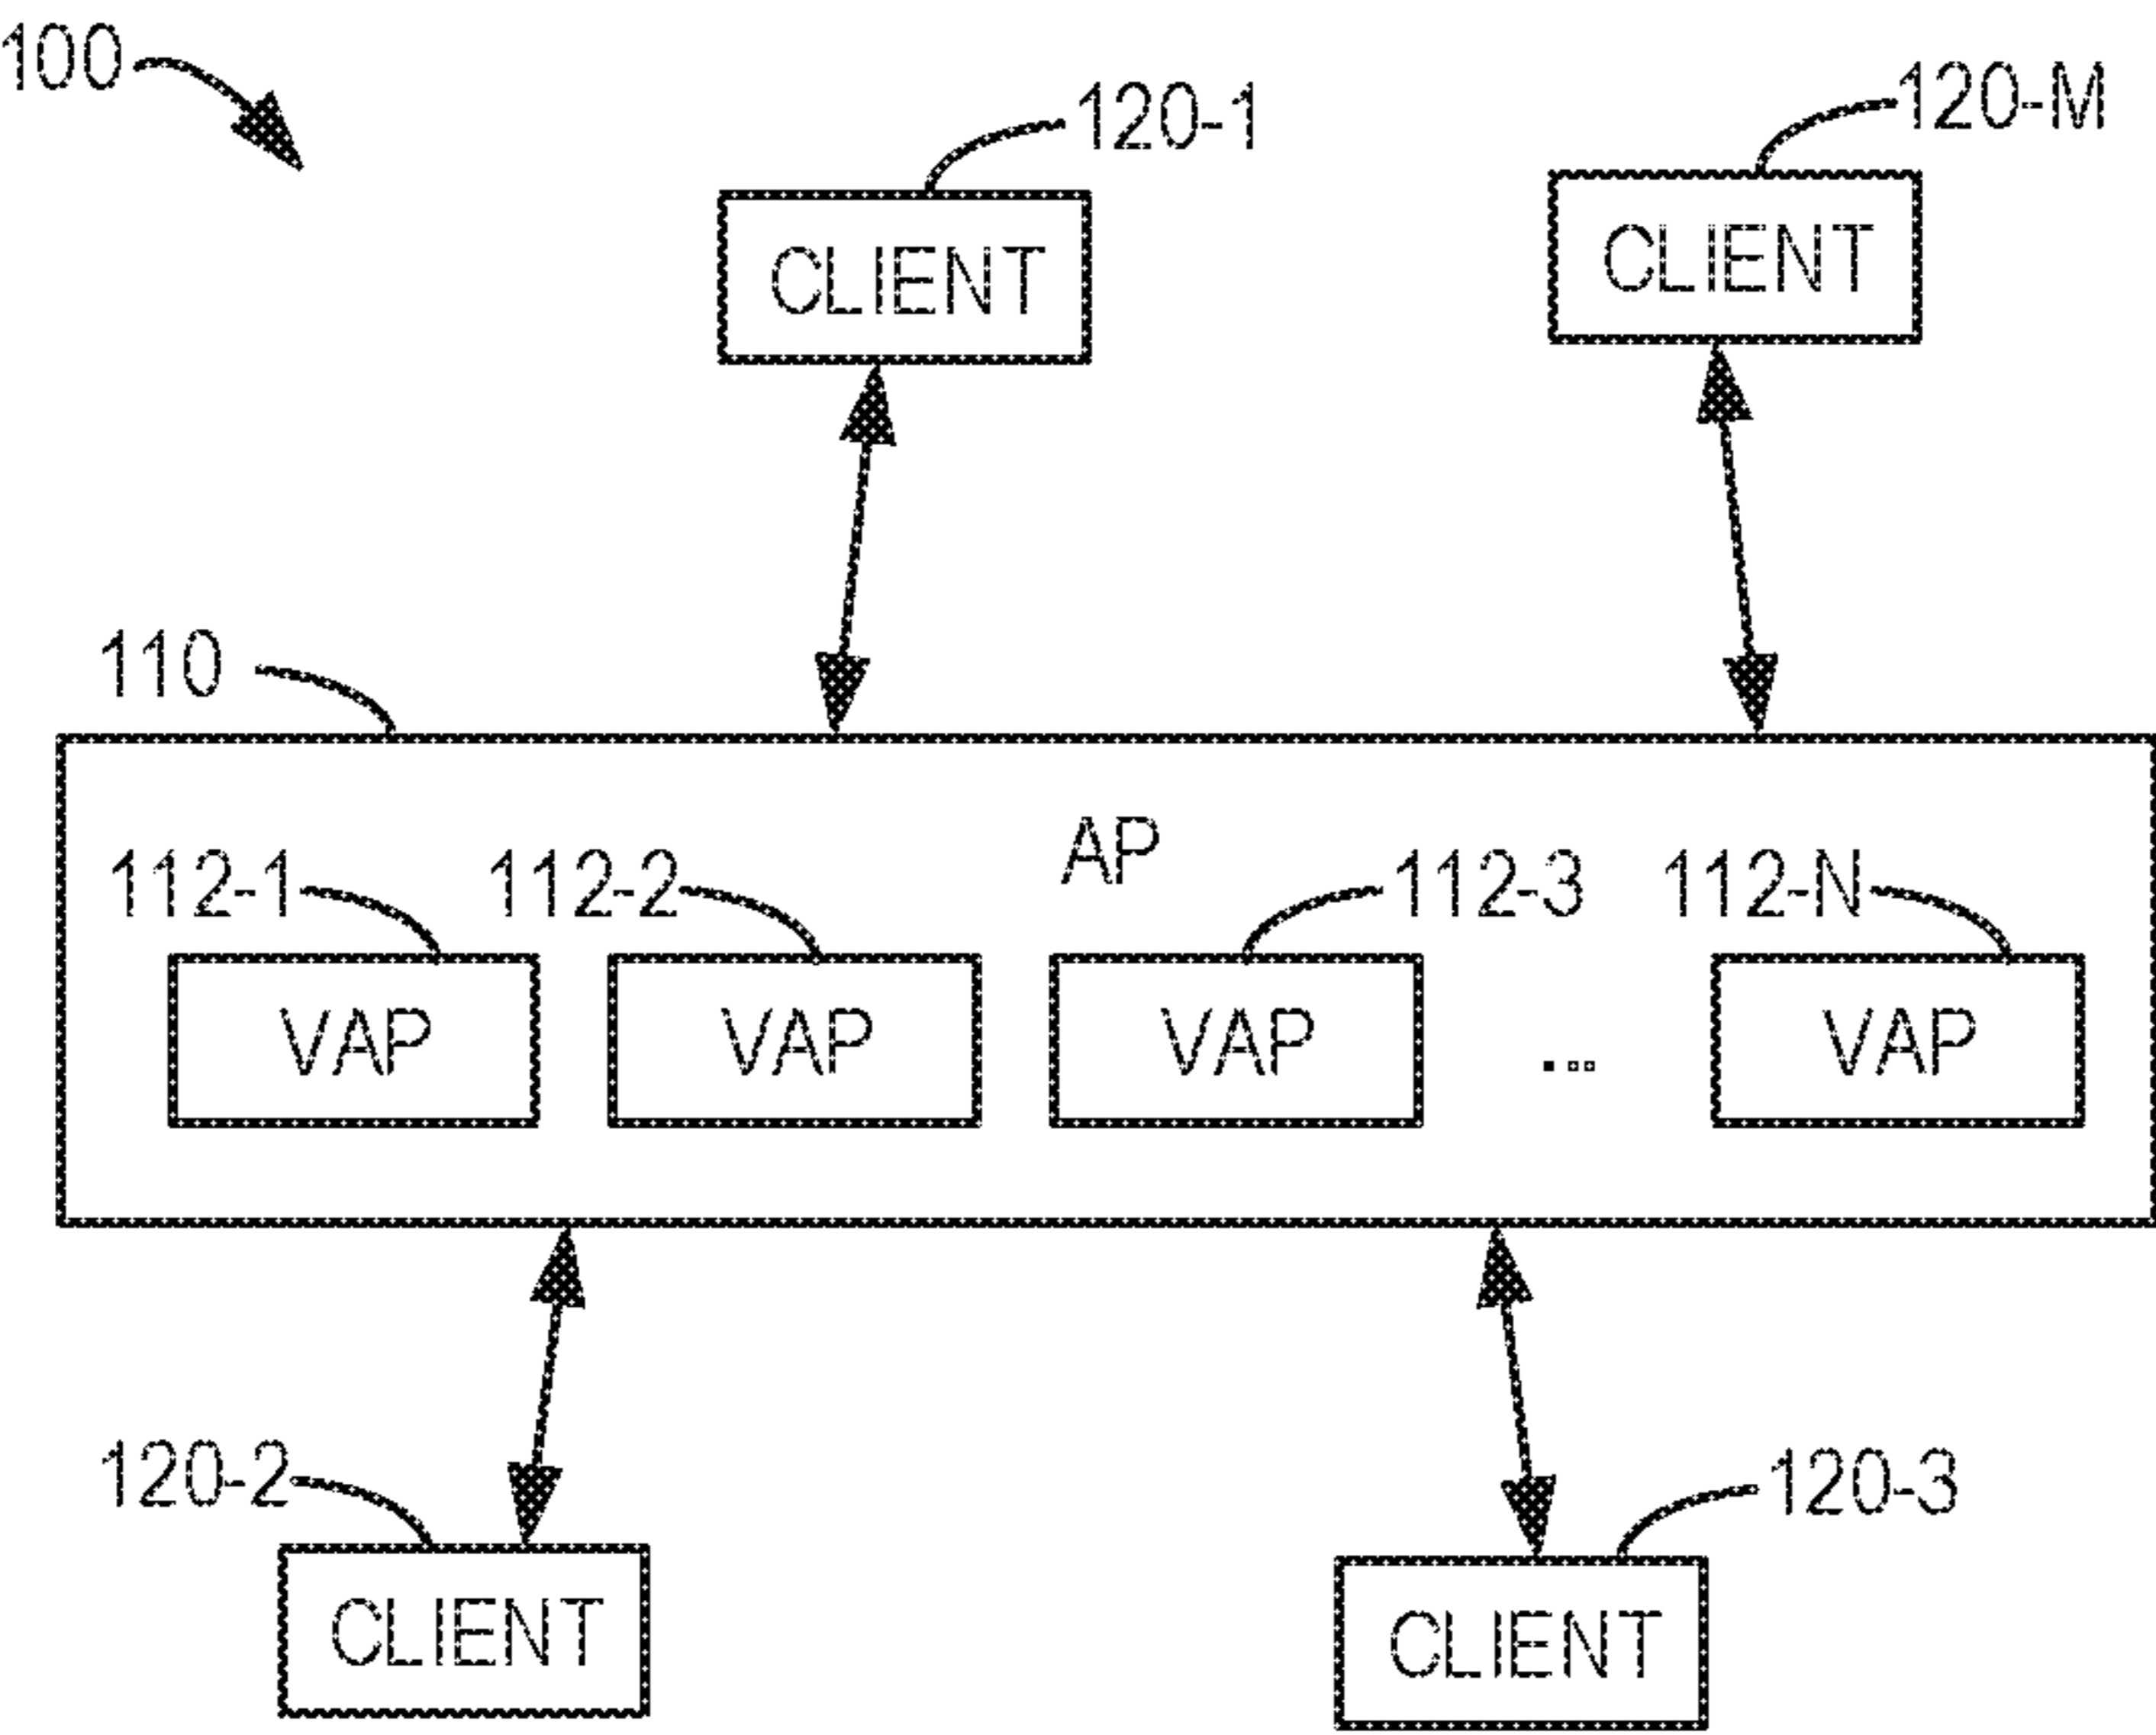 100
120-1
120-M
CLIENT
CLIENT
110
AP
112-1
112-2
112-3
112-N
VAP
VAP
VAP
...
VAP
120-2
120-3
CLIENT
CLIENT